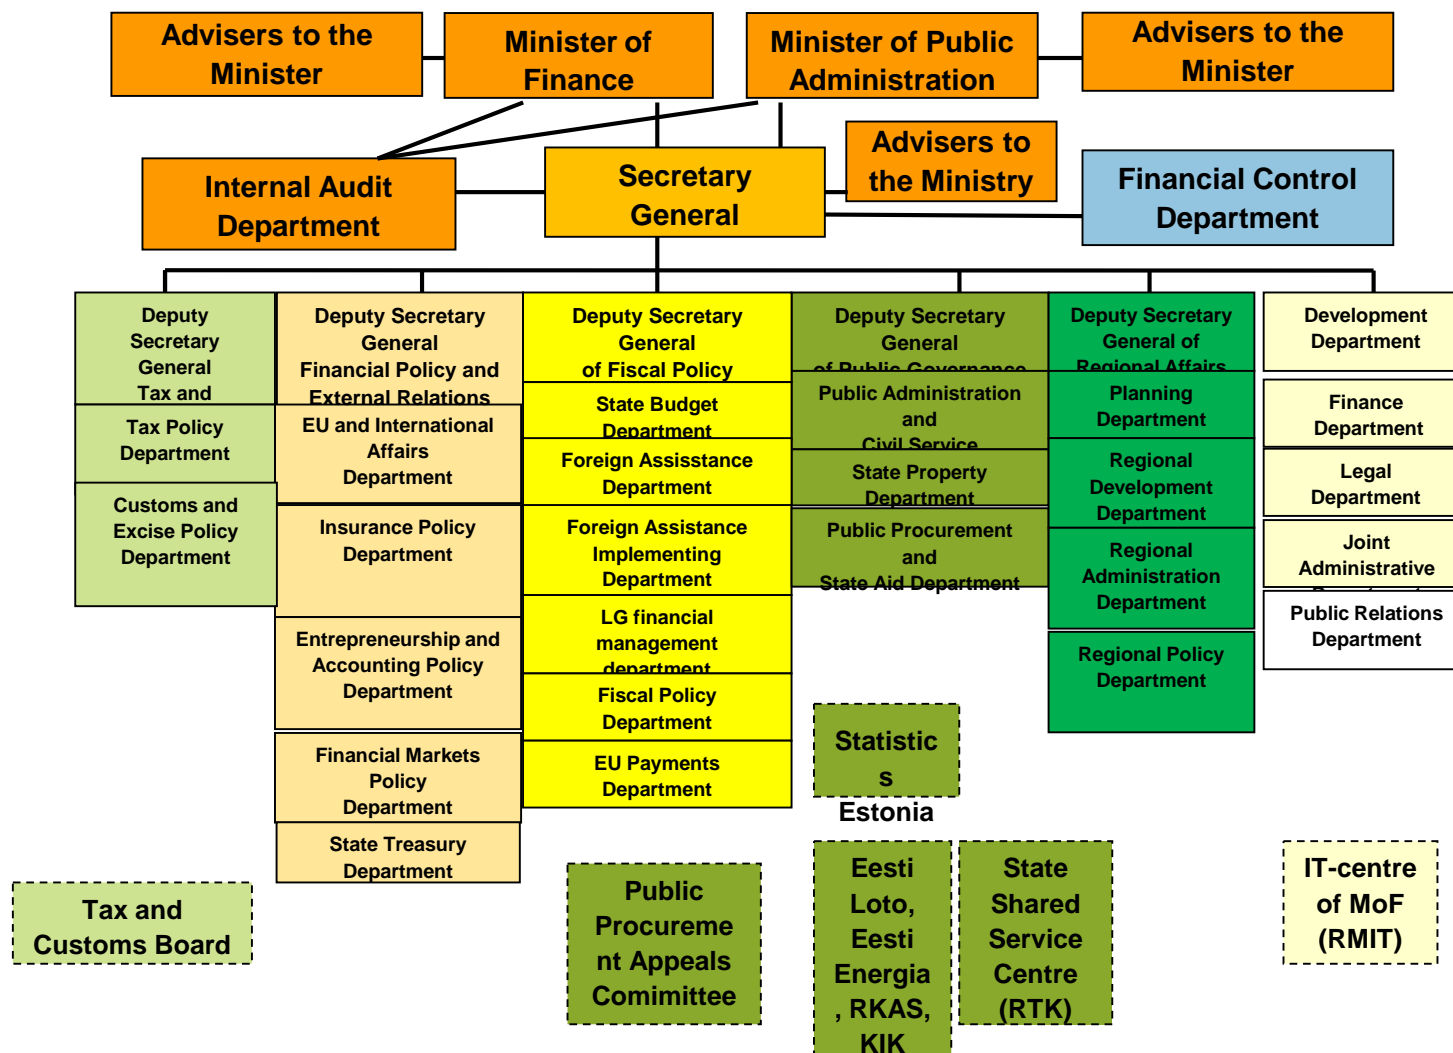 Advisers to the
Minister
Minister of
Finance
Minister of Public
Administration
Advisers to the
Minister
Internal Audit
Department
Secretary
General
Advisers to
the Ministry
Financial Control
Department
Deputy
Secretary
General
Tax and
Tax Policy
Department
Customs and
Excise Policy
Department
Deputy Secretary
General
Financial Policy and
External Relations
EU and International
Affairs
Department
Insurance Policy
Department
Entrepreneurship and
Accounting Policy
Department
Financial Markets
Policy
Department
State Treasury
Department
Deputy Secretary
General
of Fiscal Policy
State Budget
Department
Foreign Assisstance
Department
Foreign Assistance
Implementing
Department
LG financial
management
department
Fiscal Policy
Department
EU Payments
Department
Deputy Secretary
General
of Public Governance
Public Administration
and
Civil Service
State Property
Department
Public Procurement
and
State Aid Department
Deputy Secretary
General of
Regional Affairs
Planning
Department
Regional
Development
Department
Regional
Administration
Department
Regional Policy
Department
Development
Department
Finance
Department
Legal
Department
Joint
Administrative
Public Relations
Department
Statistic
s
Estonia
Tax and
Customs Board
Public
Procureme
nt Appeals
Comimittee
Eesti
Loto,
Eesti
Energia
, RKAS,
KIK
State
Shared
Service
Centre
(RTK)
IT-centre
of MoF
(RMIT)